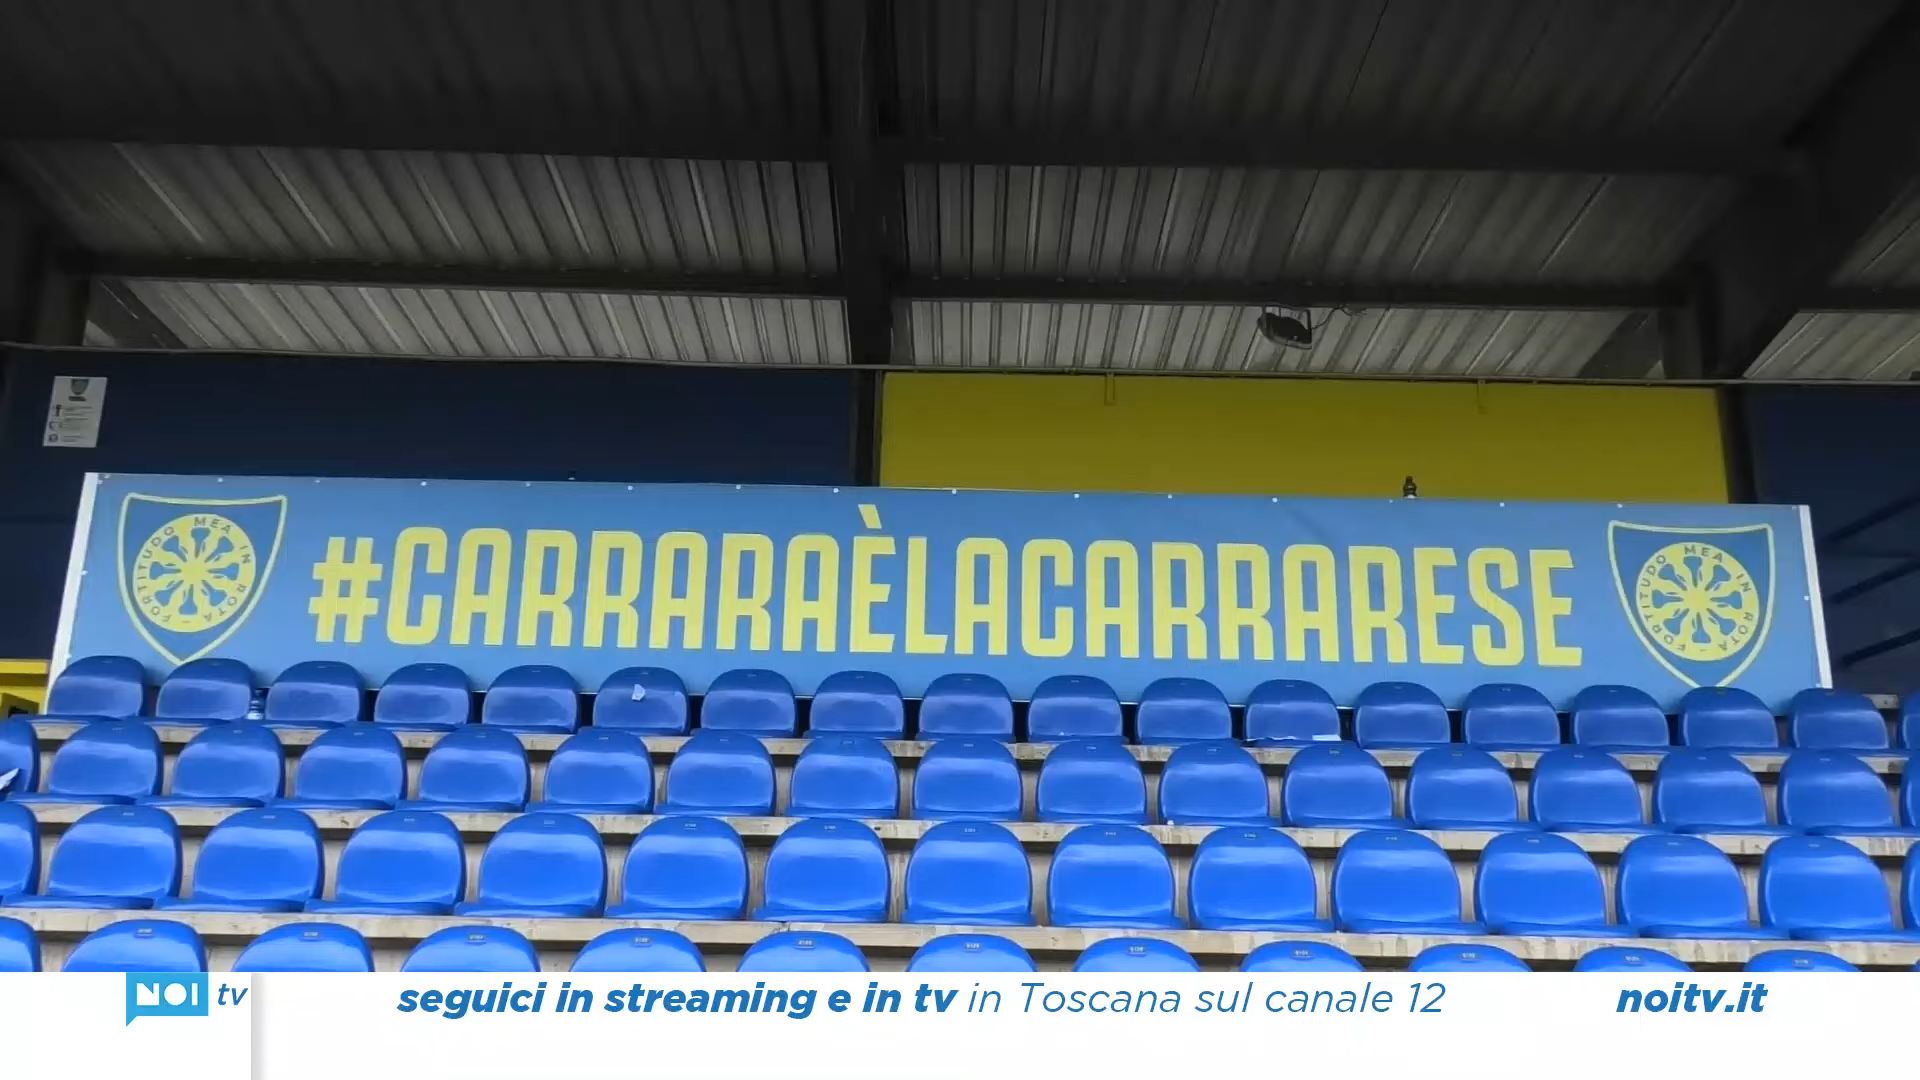 #CARRARAÈLACARRARESE
FORTITUDO MEA IN ROTA
FORTITUDO MEA IN ROTA
NOI tv
seguici in streaming e in tv in Toscana sul canale 12
noitv.it